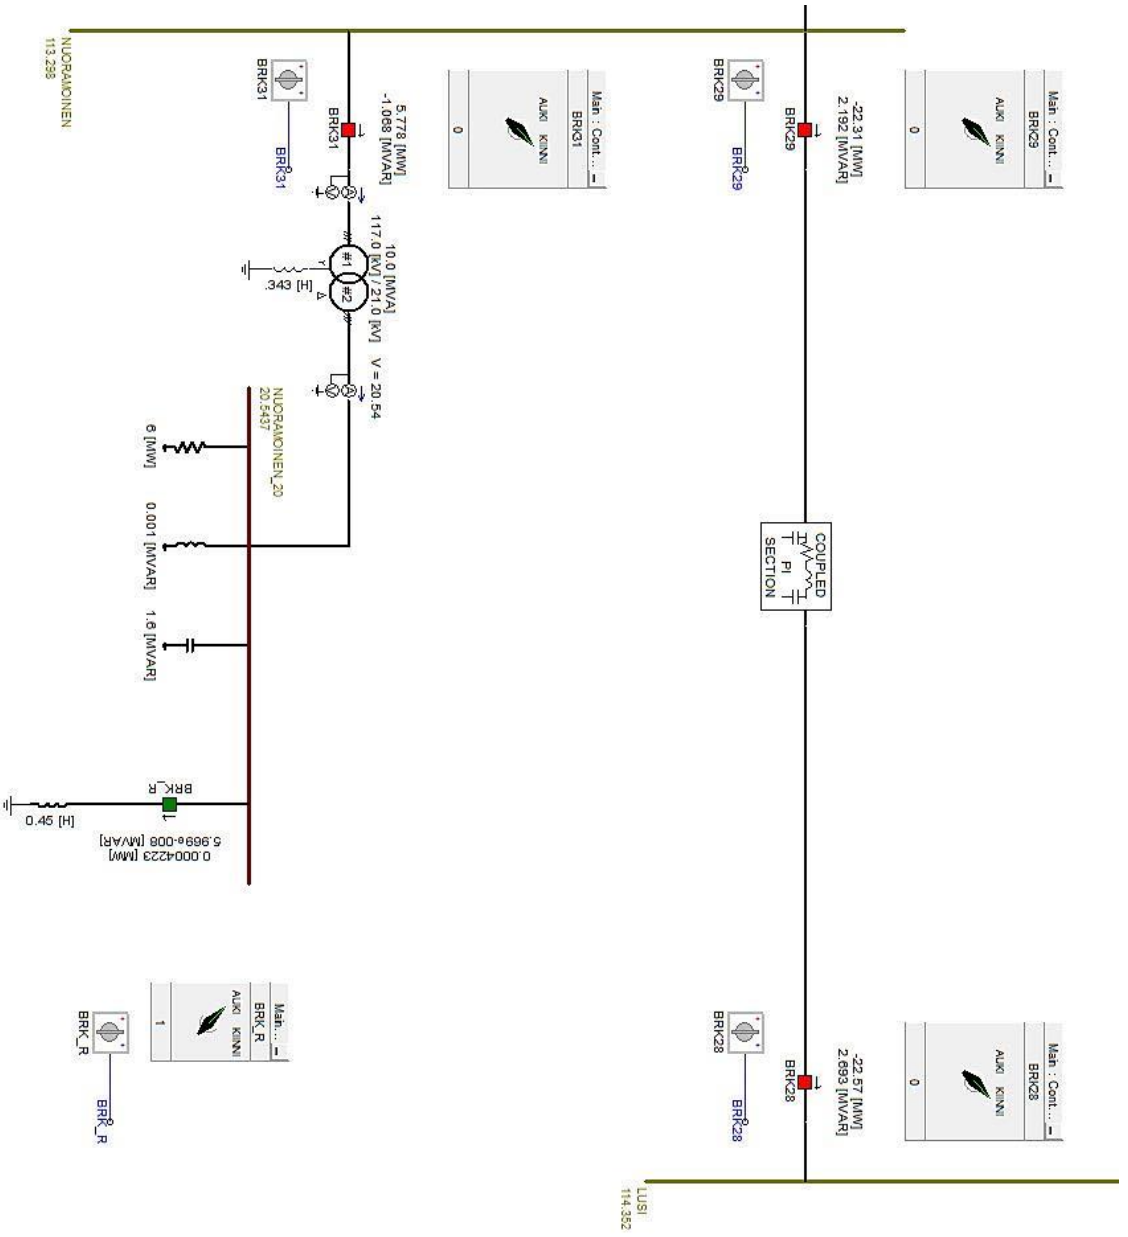 NUORAMOINEN
113.298
BRK31
BRK31
BRK31
5.778 [MW]
-1.068 [MVAR]
Main : Cont...
BRK31
AUKI KIINNI
0
BRK29
BRK29
BRK29
-22.31 [MW]
2.192 [MVAR]
Main : Cont...
BRK29
AUKI KIINNI
0
A
V
10.0 [MVA]
117.0 [kV] / 21.0 [kV]
#1
#2
Y
Δ
.343 [H]
V = 20.54
A
V
NUORAMOINEN_20
20.5437
6 [MW]
0.001 [MVAR]
1.6 [MVAR]
BRK_R
0.45 [H]
0.0004223 [MW]
5.969e-008 [MVAR]
COUPLED
PI
SECTION
Main...
BRK_R
AUKI KIINNI
1
BRK_R
BRK_R
BRK28
BRK28
BRK28
-22.57 [MW]
2.693 [MVAR]
Main : Cont...
BRK28
AUKI KIINNI
0
LUSI
114.352